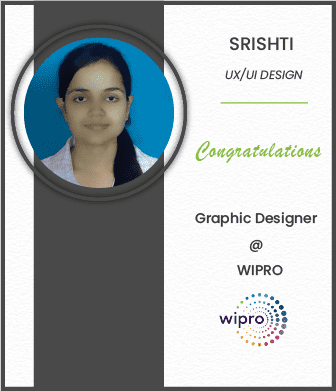 SRISHTI
UX/UI DESIGN
Congratulations
Graphic Designer
@
WIPRO
wipro